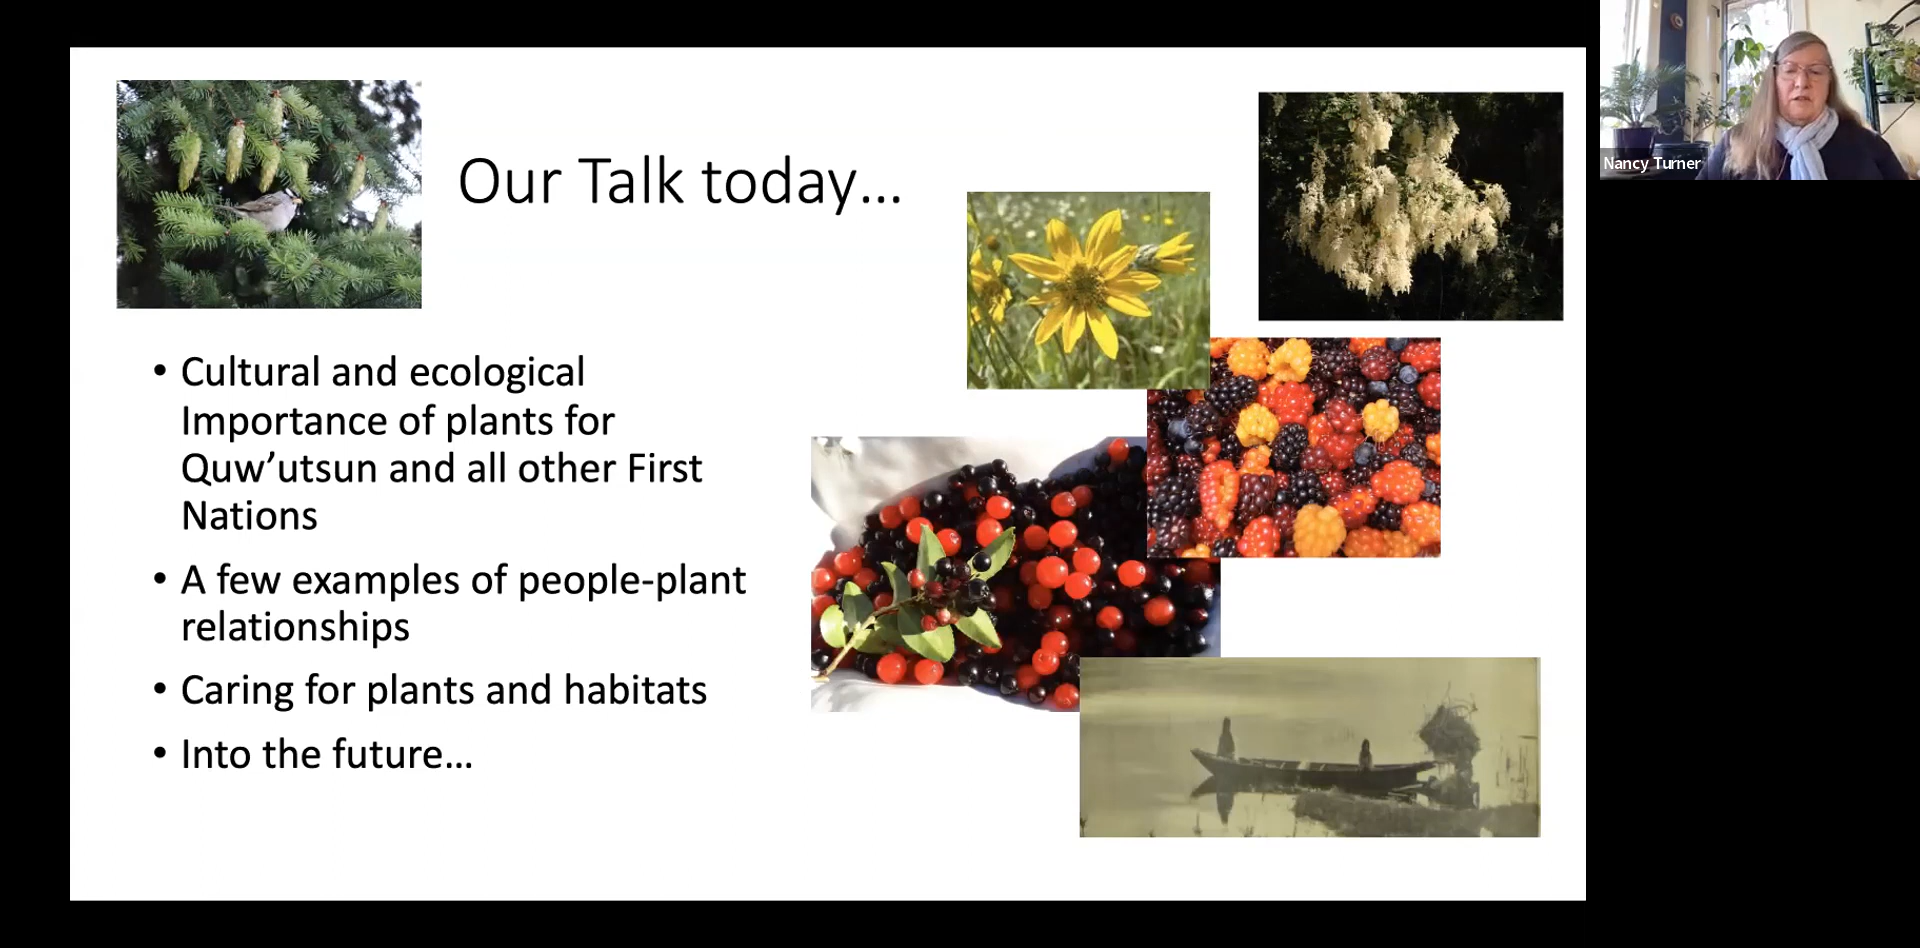 Our Talk today...
• Cultural and ecological
Importance of plants for
Quw’utsun and all other First
Nations
• A few examples of people-plant
relationships
• Caring for plants and habitats
• Into the future...
Nancy Turner